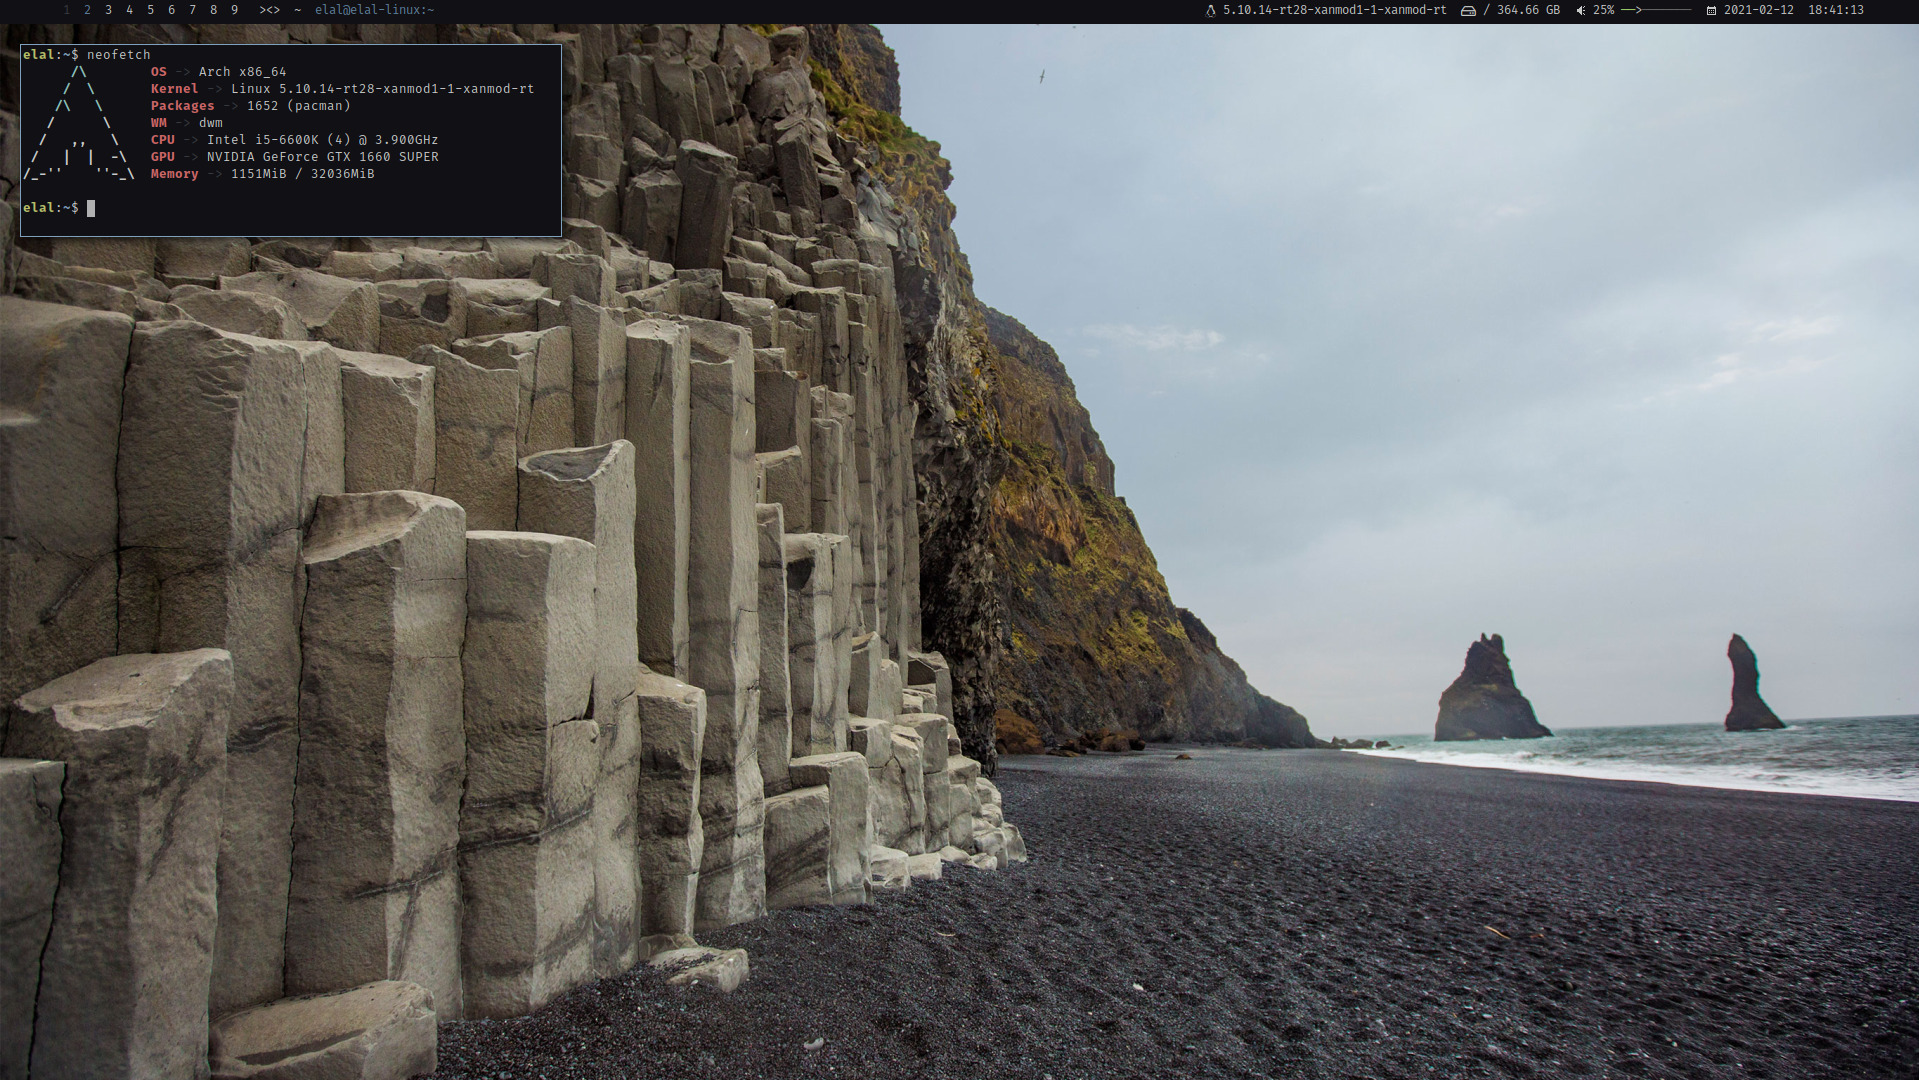 1 2 3 4 5 6 7 8 9 ><> ~ elal@elal-linux:~ 5.10.14-rt28-xanmod1-1-xanmod-rt / 364.66 GB 25% ——>——— 2021-02-12 18:41:13
elal:~$ neofetch
/\ OS -> Arch x86_64
/ \ Kernel -> Linux 5.10.14-rt28-xanmod1-1-xanmod-rt
/\ \ Packages -> 1652 (pacman)
/ \ WM -> dwm
/ ,, \ CPU -> Intel i5-6600K (4) @ 3.900GHz
/ | | -\ GPU -> NVIDIA GeForce GTX 1660 SUPER
/_-'' ''-_\ Memory -> 1151MiB / 32036MiB
elal:~$